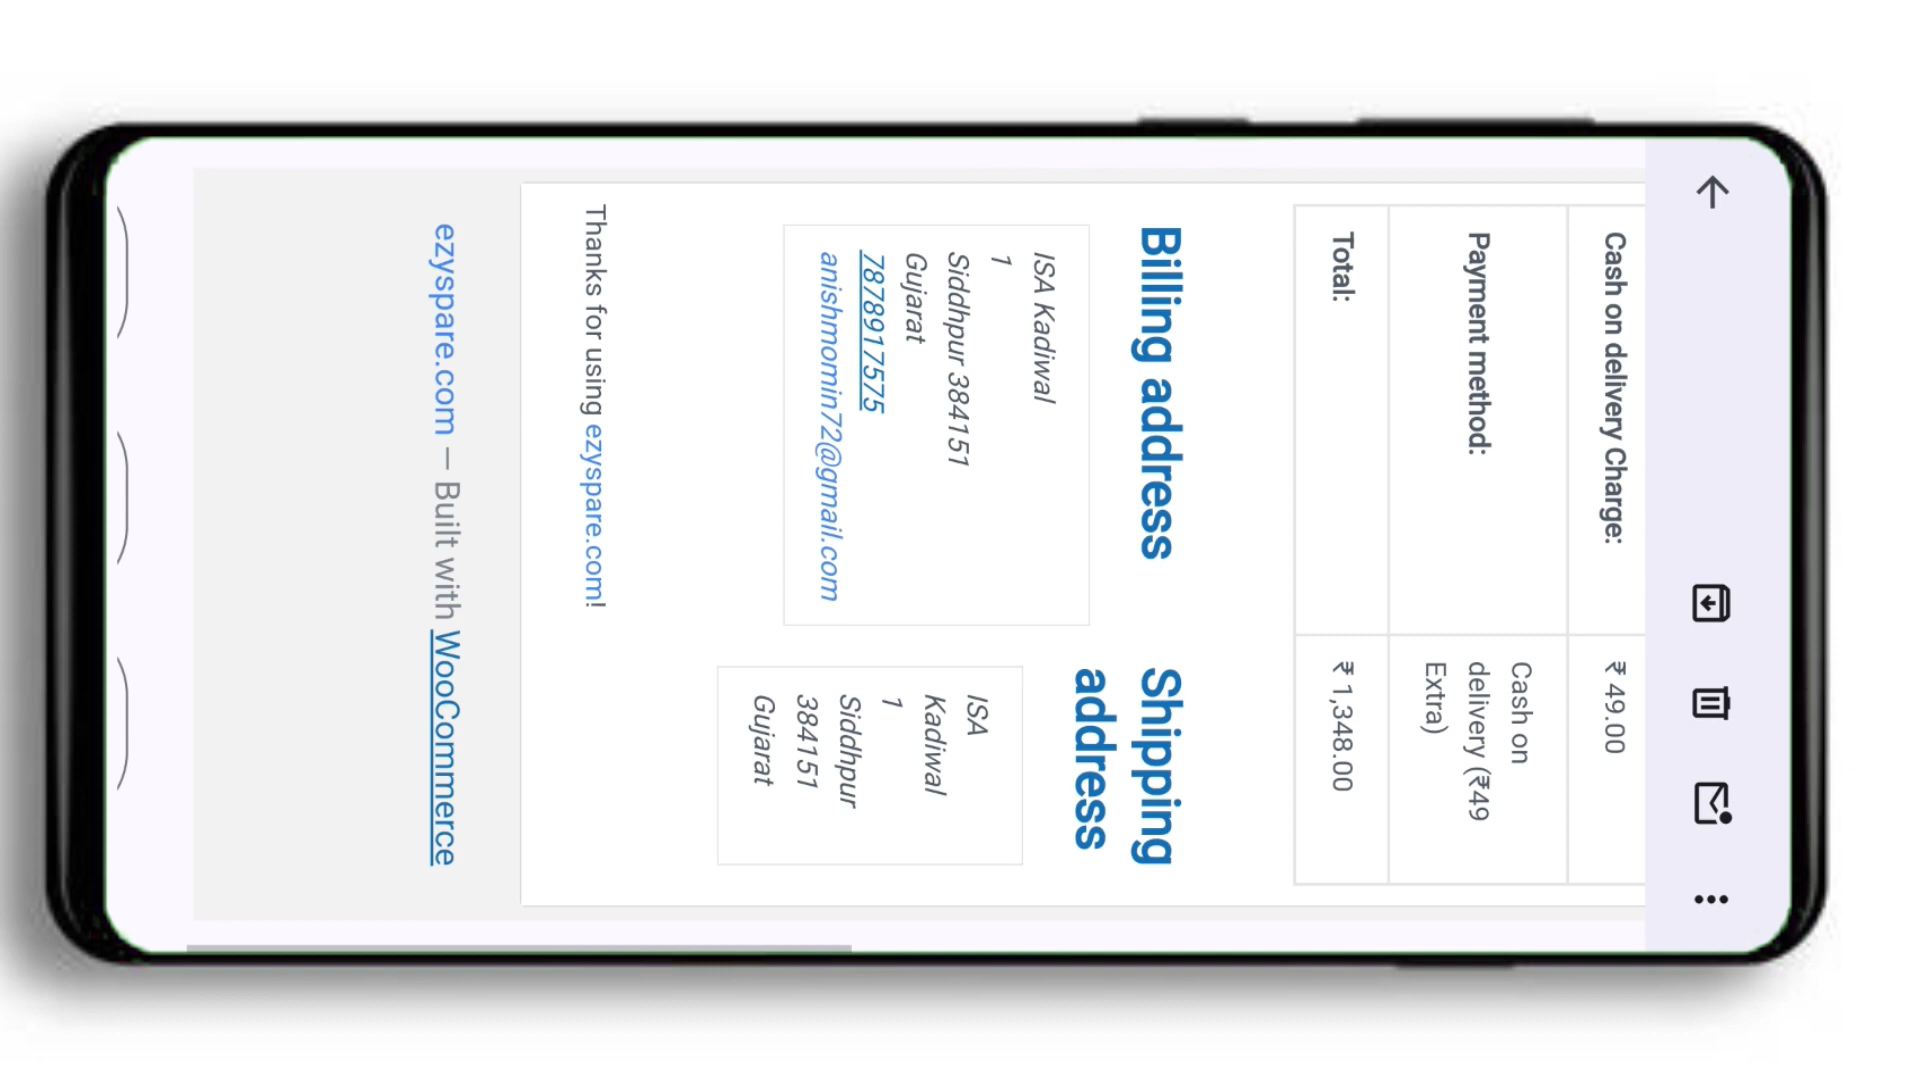 Cash on delivery Charge:
₹ 49.00
Payment method:
Cash on
delivery (₹49
Extra)
Total:
₹ 1,348.00
Billing address
ISA Kadiwal
1
Siddhpur 384151
Gujarat
7878917575
anishmomin72@gmail.com
Shipping
address
ISA
Kadiwal
1
Siddhpur
384151
Gujarat
Thanks for using ezyspare.com!
ezyspare.com — Built with WooCommerce